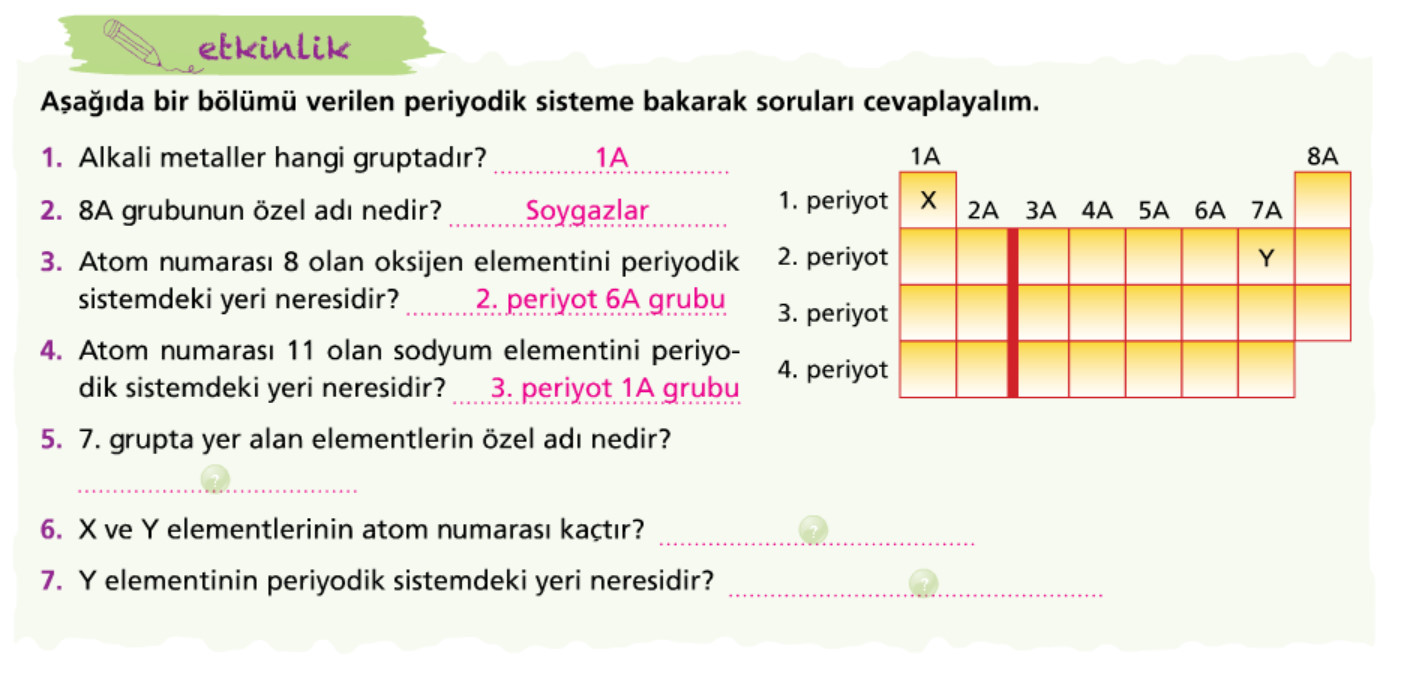 etkinlik
Aşağıda bir bölümü verilen periyodik sisteme bakarak soruları cevaplayalım.
1. Alkali metaller hangi gruptadır? 1A
2. 8A grubunun özel adı nedir? Soygazlar
3. Atom numarası 8 olan oksijen elementini periyodik
sistemdeki yeri neresidir? 2. periyot 6A grubu
4. Atom numarası 11 olan sodyum elementini periyo-
dik sistemdeki yeri neresidir? 3. periyot 1A grubu
5. 7. grupta yer alan elementlerin özel adı nedir?
?
6. X ve Y elementlerinin atom numarası kaçtır? ?
7. Y elementinin periyodik sistemdeki yeri neresidir? ?
1A 8A
1. periyot X 2A 3A 4A 5A 6A 7A
2. periyot Y
3. periyot
4. periyot